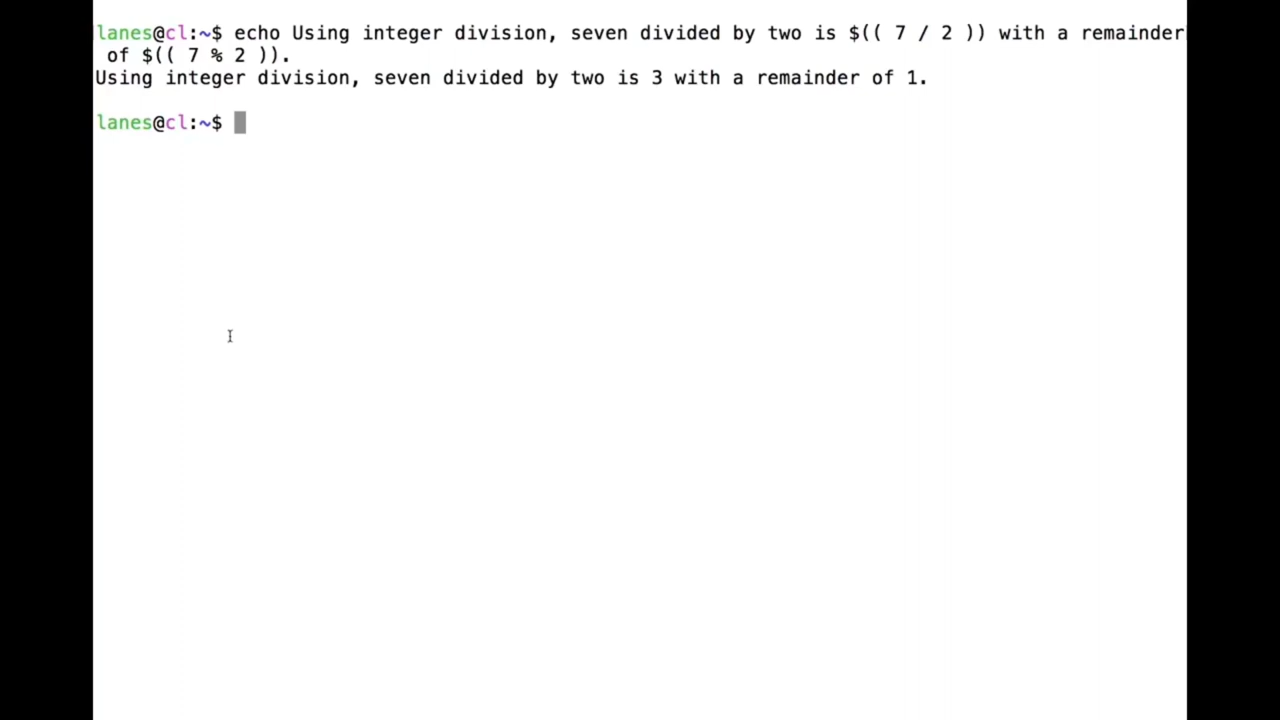 lanes@cl:~$ echo Using integer division, seven divided by two is $(( 7 / 2 )) with a remainder
of $(( 7 % 2 )).
Using integer division, seven divided by two is 3 with a remainder of 1.
lanes@cl:~$